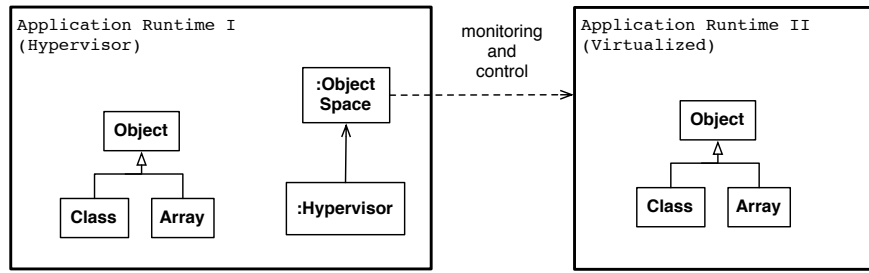 Application Runtime I
(Hypervisor)
:Object
Space
Object
Class
Array
:Hypervisor
monitoring
and
control
Application Runtime II
(Virtualized)
Object
Class
Array